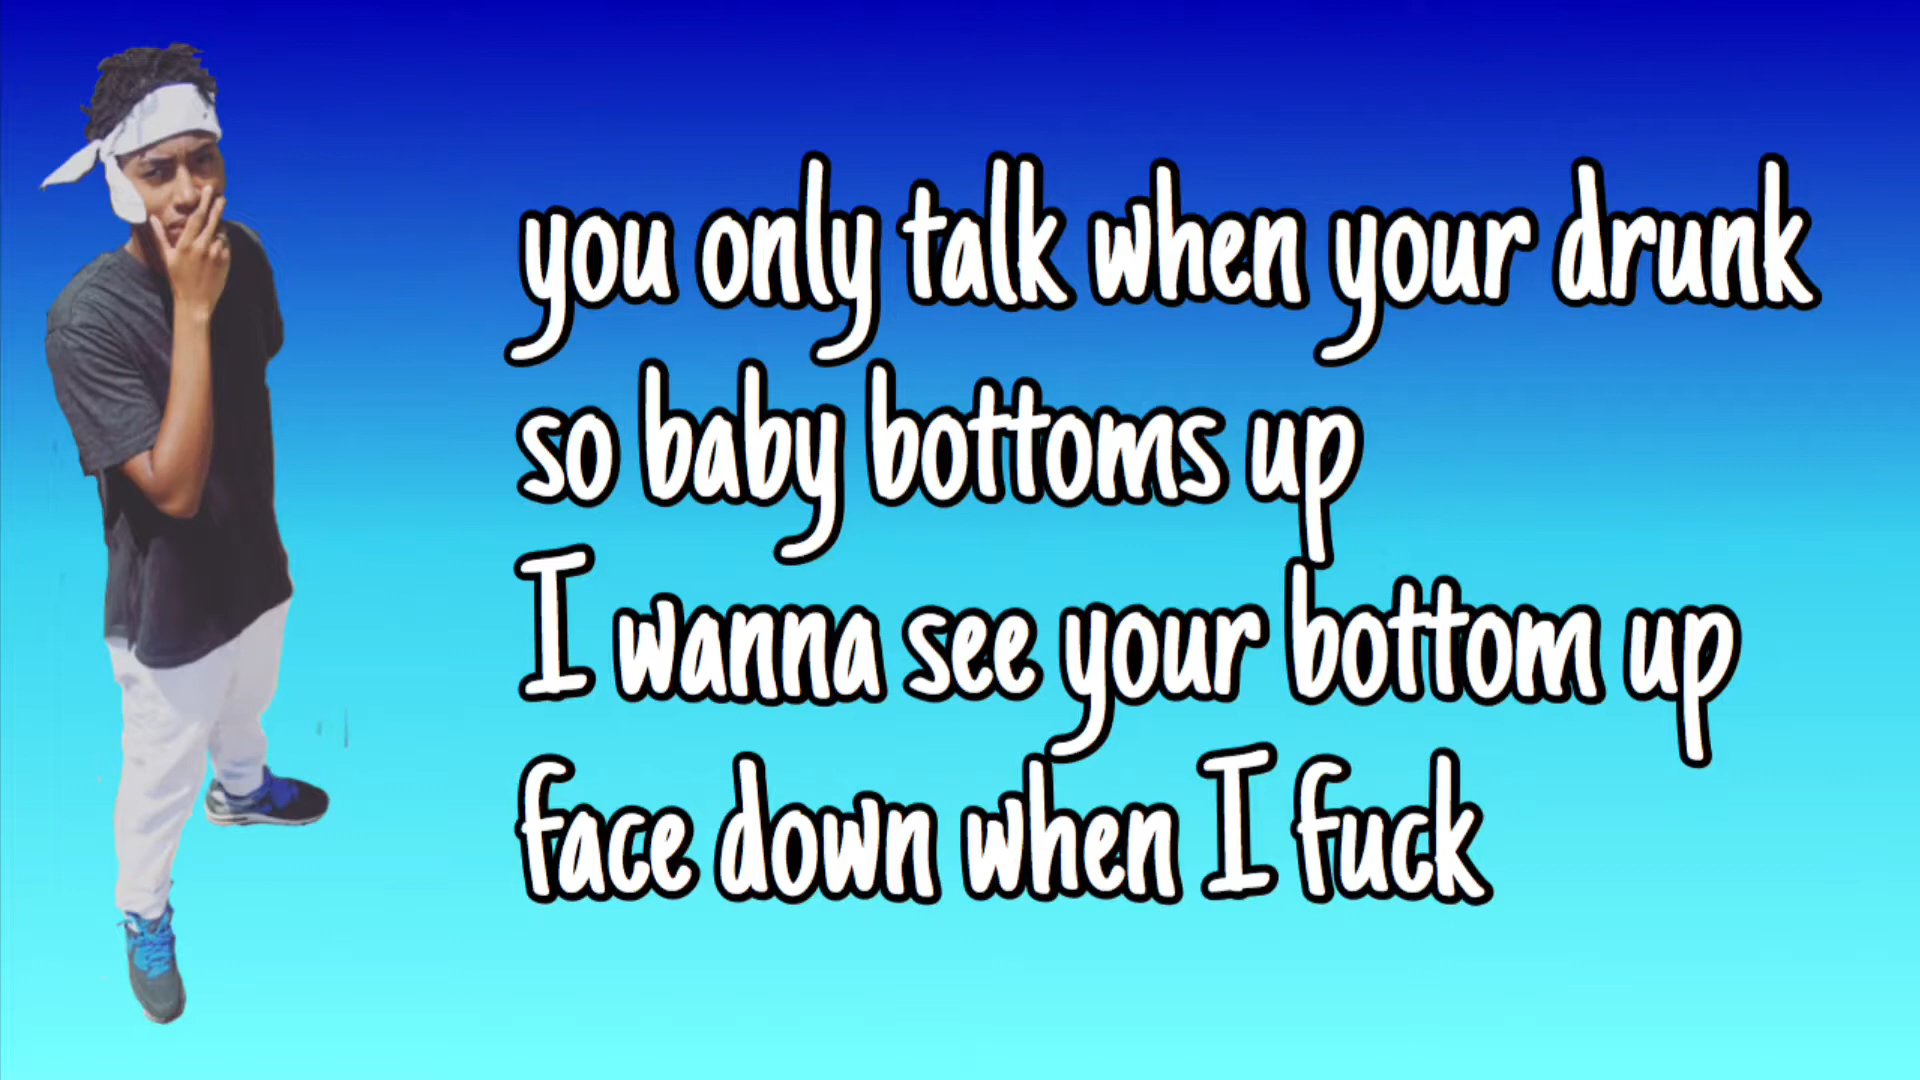 you only talk when your drunk
so baby bottoms up
I wanna see your bottom up
face down when I fuck